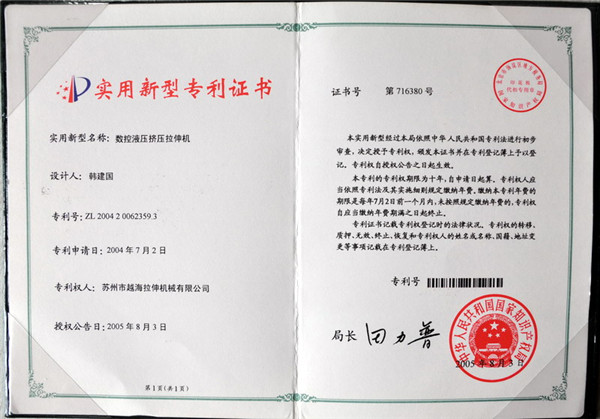 实用新型专利证书
实用新型名称：数控液压挤压拉伸机
设计人：韩建国
专利号：ZL 2004 2 0062359.3
专利申请日：2004年7月2日
专利权人：苏州市越海拉伸机械有限公司
授权公告日：2005年8月3日
第1页(共1页)
证书号 第716380号
本实用新型经过本局依照中华人民共和国专利法进行初步
审查，决定授予专利权，颁发本证书并在专利登记簿上予以登
记。专利权自授权公告之日起生效。
本专利的专利权期限为十年，自申请日起算。专利权人应
当依照专利法及其实施细则规定缴纳年费。缴纳本专利年费的
期限是每年7月2日前一个月内，未按照规定缴纳年费的，专利权
自应当缴纳年费期满之日起终止。
专利证书记载专利权登记时的法律状况。专利权的转移、
质押、无效、终止、恢复和专利权人的姓名或名称、国籍、地址变
更等事项记载在专利登记簿上。
专利号
局长 田力普
中华人民共和国国家知识产权局
2005年8月3日